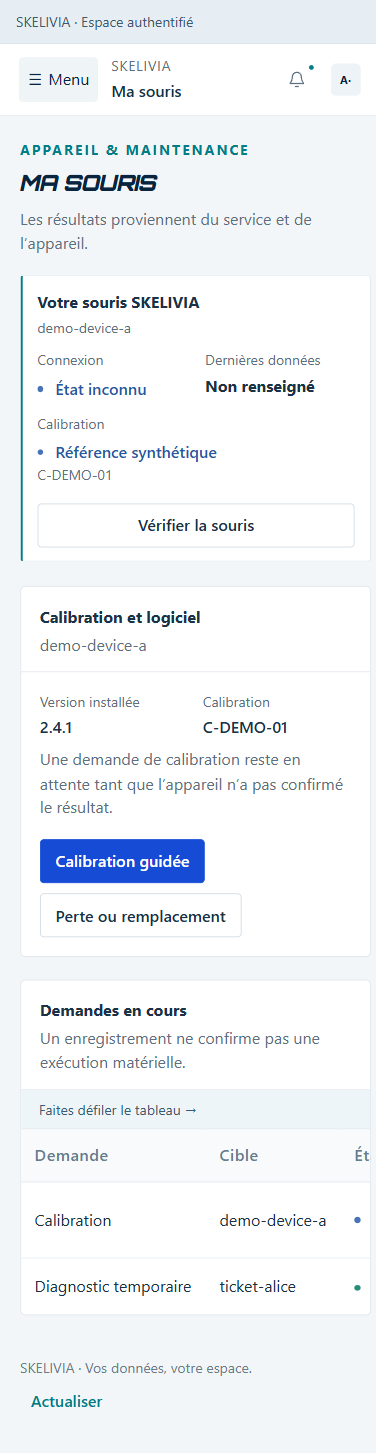 SKELIVIA · Espace authentifié
☰ Menu
SKELIVIA
Ma souris
A·
APPAREIL & MAINTENANCE
MA SOURIS
Les résultats proviennent du service et de
l'appareil.
Votre souris SKELIVIA
demo-device-a
Connexion
Dernières données
État inconnu
Non renseigné
Calibration
Référence synthétique
C-DEMO-01
Vérifier la souris
Calibration et logiciel
demo-device-a
Version installée
Calibration
2.4.1
C-DEMO-01
Une demande de calibration reste en
attente tant que l'appareil n'a pas confirmé
le résultat.
Calibration guidée
Perte ou remplacement
Demandes en cours
Un enregistrement ne confirme pas une
exécution matérielle.
Faites défiler le tableau →
Demande Cible Ét
Calibration demo-device-a
Diagnostic temporaire ticket-alice
SKELIVIA · Vos données, votre espace.
Actualiser